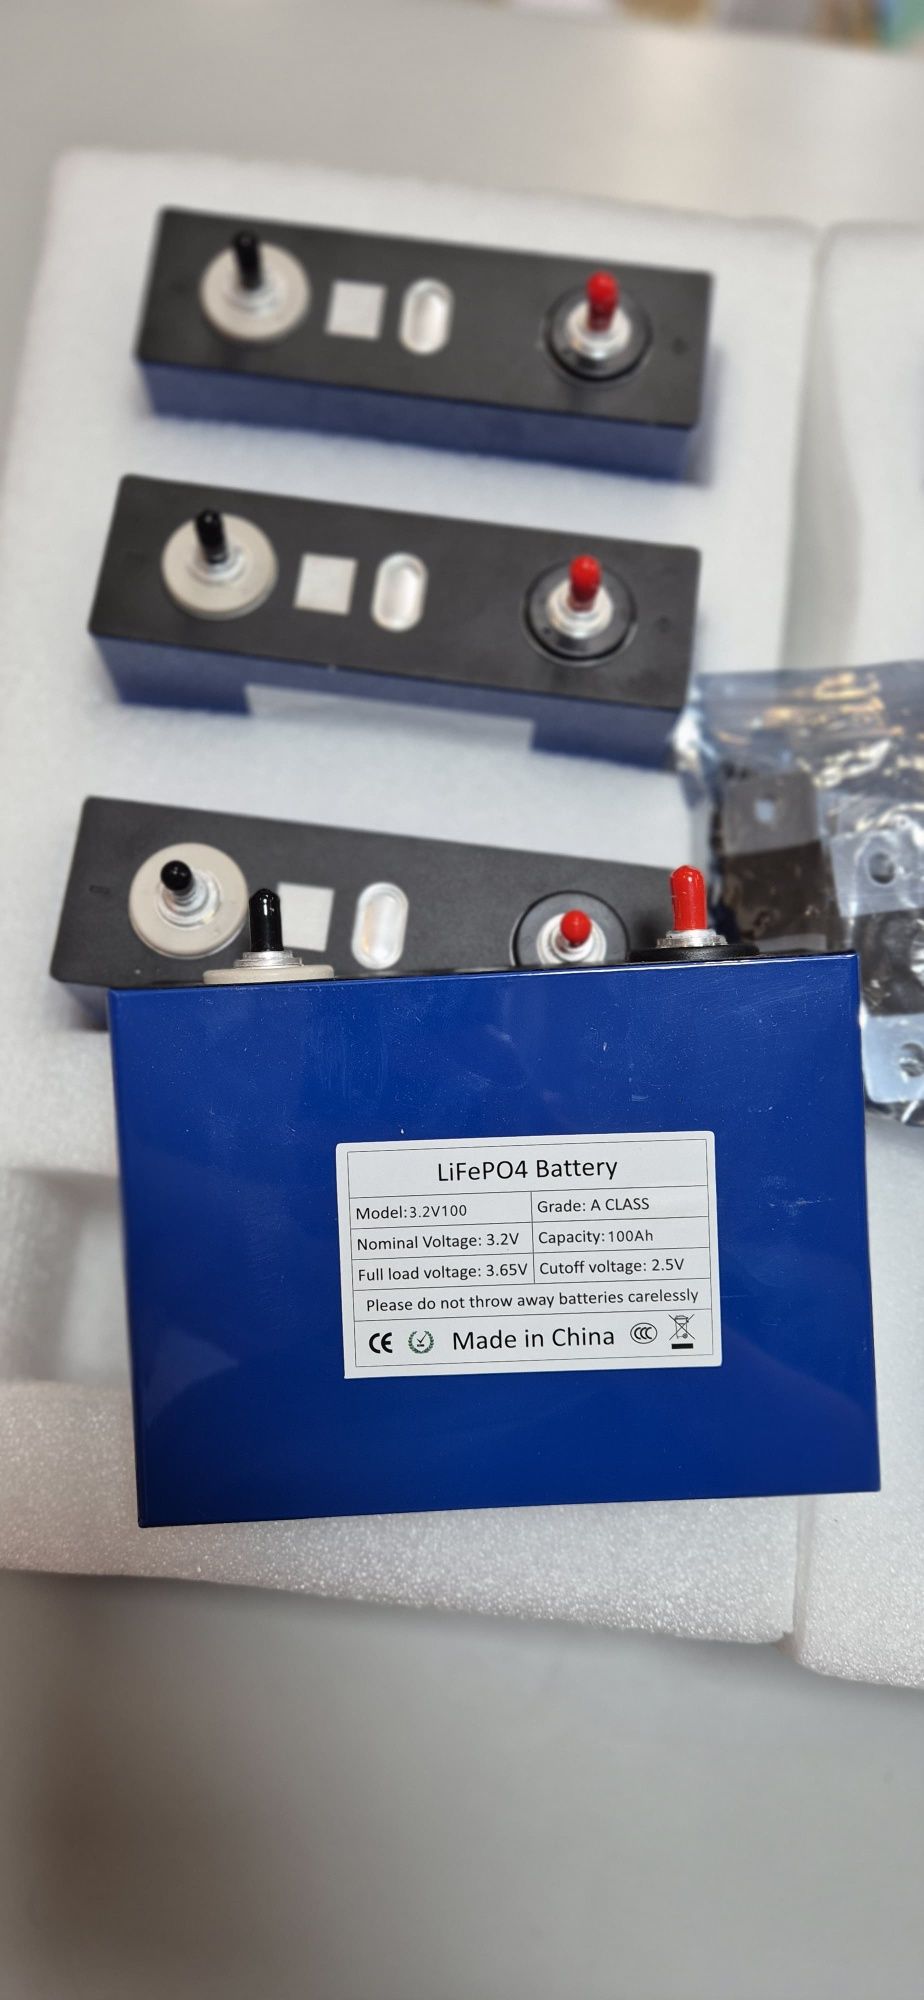 LiFePO4 Battery
Model:3.2V100 Grade: A CLASS
Nominal Voltage: 3.2V Capacity: 100Ah
Full load voltage: 3.65V Cutoff voltage: 2.5V
Please do not throw away batteries carelessly
CE Made in China CCC